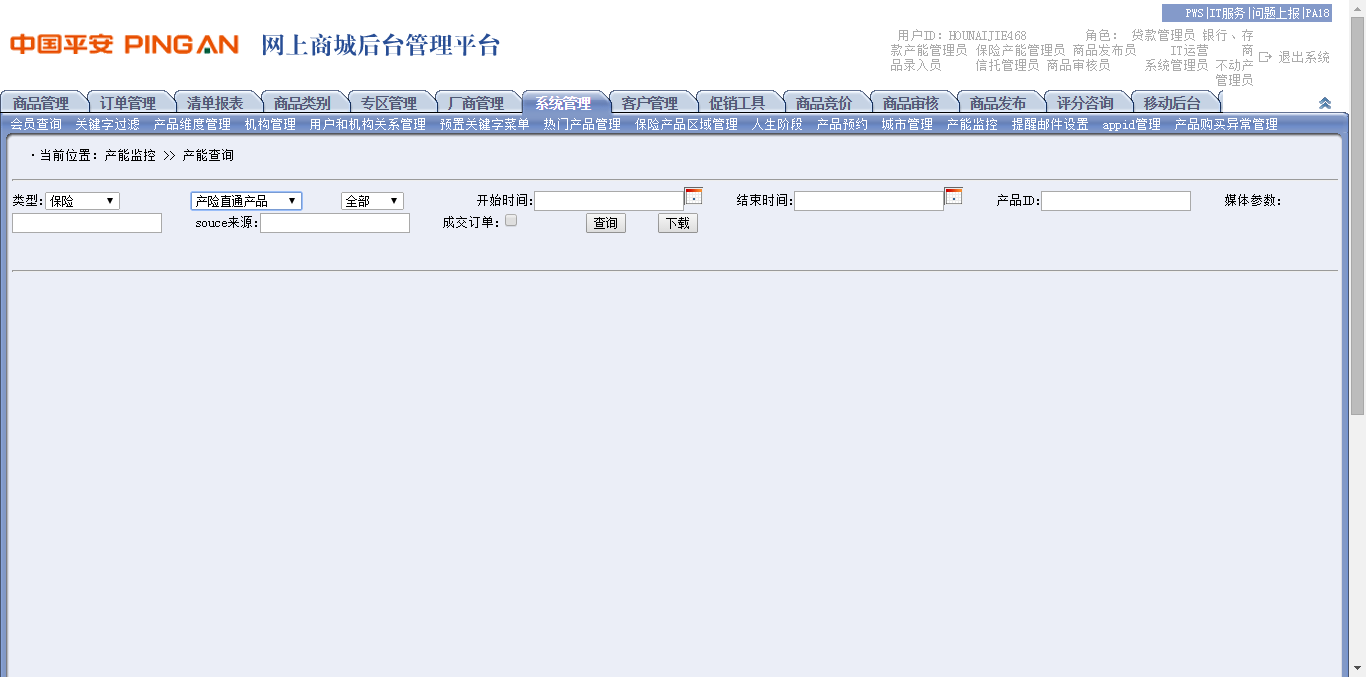 PWS|IT服务|问题上报|PA18
中国平安 PING AN 网上商城后台管理平台
用户ID: HOUNAIJIE468 角色: 贷款管理员 银行、存
款产能管理员 保险产能管理员 商品发布员 IT运营 商
品录入员 信托管理员 商品审核员 系统管理员 不动产
管理员
退出系统
商品管理 订单管理 清单报表 商品类别 专区管理 厂商管理 系统管理 客户管理 促销工具 商品竞价 商品审核 商品发布 评分咨询 移动后台
会员查询 关键字过滤 产品维度管理 机构管理 用户和机构关系管理 预置关键字菜单 热门产品管理 保险产品区域管理 人生阶段 产品预约 城市管理 产能监控 提醒邮件设置 appid管理 产品购买异常管理
·当前位置: 产能监控 >> 产能查询
类型: 保险 产险直通产品 全部 开始时间: 结束时间: 产品ID: 媒体参数:
souce来源: 成交订单: 查询 下载